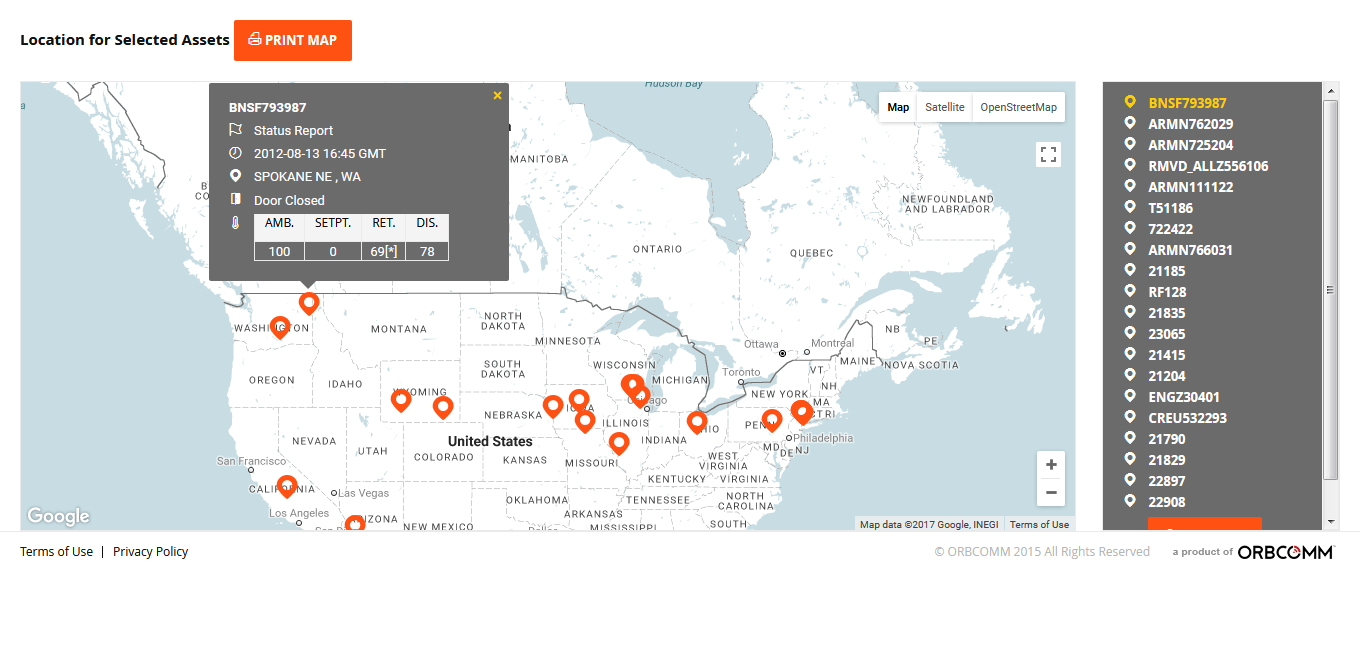 Location for Selected Assets
PRINT MAP
BNSF793987
×
Status Report
2012-08-13 16:45 GMT
SPOKANE NE , WA
Door Closed
AMB. SETPT. RET. DIS.
100 0 69[*] 78
Hudson Bay
Map Satellite OpenStreetMap
MANITOBA
NEWFOUNDLAND
AND LABRADOR
ONTARIO
QUEBEC
WASHINGTON
MONTANA
NORTH
DAKOTA
MINNESOTA
NB
PE
Ottawa
Montreal
MAINE
NOVA SCOTIA
OREGON
IDAHO
SOUTH
DAKOTA
WISCONSIN
MICHIGAN
Toronto
VT
NH
WYOMING
NEBRASKA
Chicago
NEW YORK
MA
CT RI
ILLINOIS
INDIANA
OHIO
PENN
Philadelphia
United States
NEVADA
UTAH
COLORADO
KANSAS
MISSOURI
WEST
VIRGINIA
MD
DE NJ
San Francisco
KENTUCKY
VIRGINIA
CALIFORNIA
Las Vegas
OKLAHOMA
TENNESSEE
NORTH
CAROLINA
Los Angeles
ARIZONA
NEW MEXICO
ARKANSAS
MISSISSIPPI
SOUTH
Google
+
−
Map data ©2017 Google, INEGI Terms of Use
BNSF793987
ARMN762029
ARMN725204
RMVD_ALLZ556106
ARMN111122
T51186
722422
ARMN766031
21185
RF128
21835
23065
21415
21204
ENGZ30401
CREU532293
21790
21829
22897
22908
Terms of Use | Privacy Policy
© ORBCOMM 2015 All Rights Reserved
a product of ORBCOMM